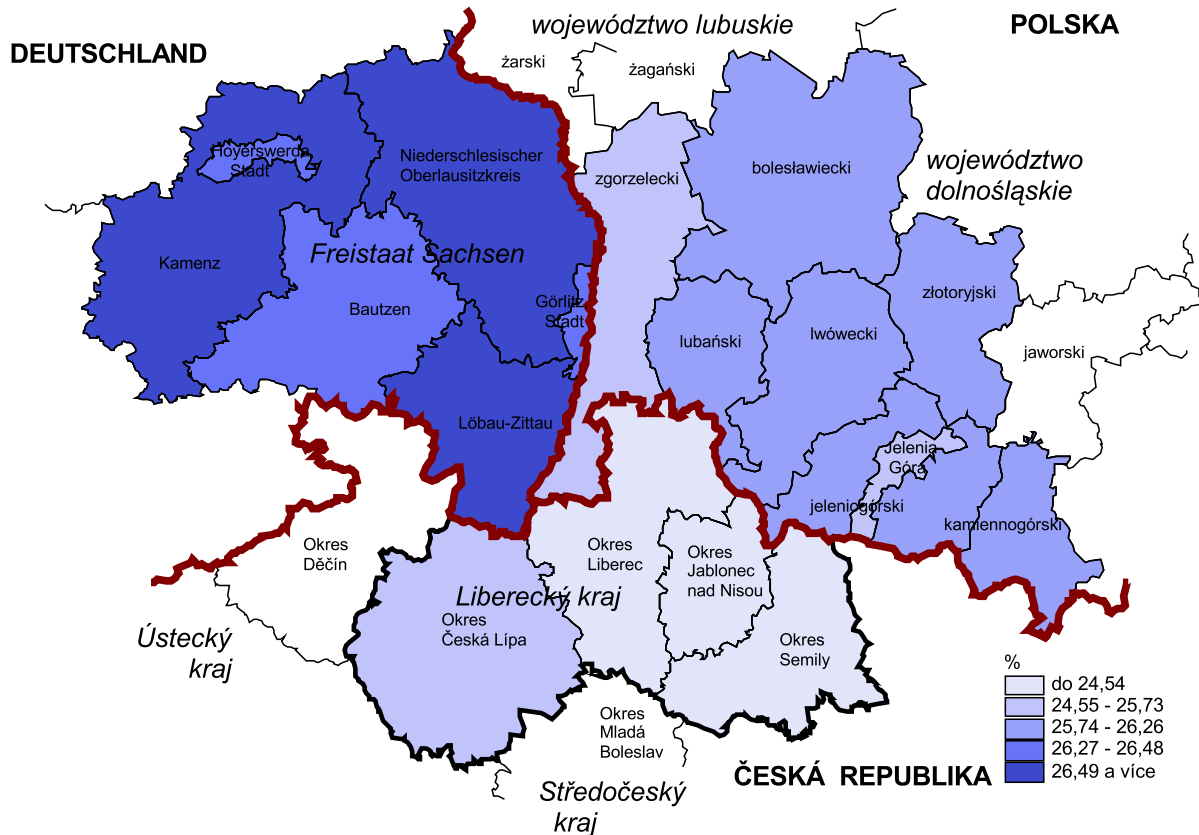 województwo lubuskie
POLSKA
DEUTSCHLAND
żarski
żagański
Hoyerswerda
Stadt
Niederschlesischer
Oberlausitzkreis
zgorzelecki
bolesławiecki
województwo
dolnośląskie
Freistaat Sachsen
Kamenz
Bautzen
Görlitz
Stadt
lubański
lwówecki
złotoryjski
jaworski
Löbau-Zittau
Jelenia
Góra
jeleniogórski
kamiennogórski
Okres
Děčín
Okres
Liberec
Okres
Jablonec
nad Nisou
Liberecký kraj
Okres
Česká Lípa
Ústecký
kraj
Okres
Semily
Okres
Mladá
Boleslav
Středočeský
kraj
ČESKÁ REPUBLIKA
%
do 24,54
24,55 - 25,73
25,74 - 26,26
26,27 - 26,48
26,49 a více